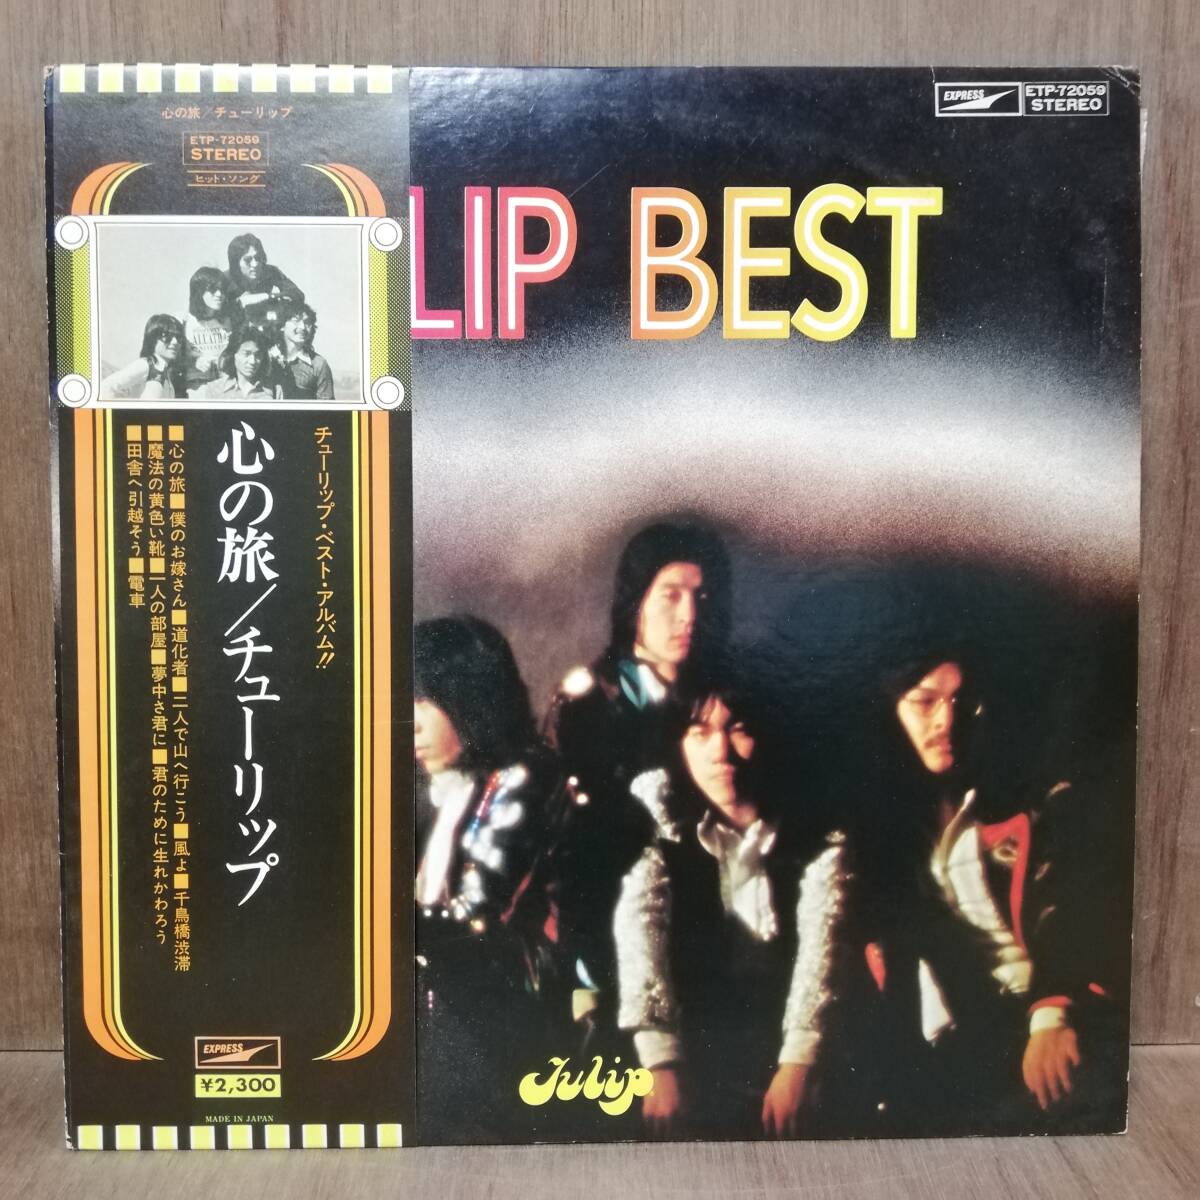 心の旅/チューリップ
ETP-72059
STEREO
ヒット・ソング
チューリップ・ベスト・アルバム!!
心の旅/チューリップ
■心の旅■僕のお嫁さん■道化者■二人で山へ行こう■風よ■千鳥橋渋滞
■魔法の黄色い靴■一人の部屋■夢中さ君に■君のために生れかわろう
■田舎へ引越そう■電車
EXPRESS
¥2,300
MADE IN JAPAN
EXPRESS
ETP-72059
STEREO
LIP BEST
Tulip